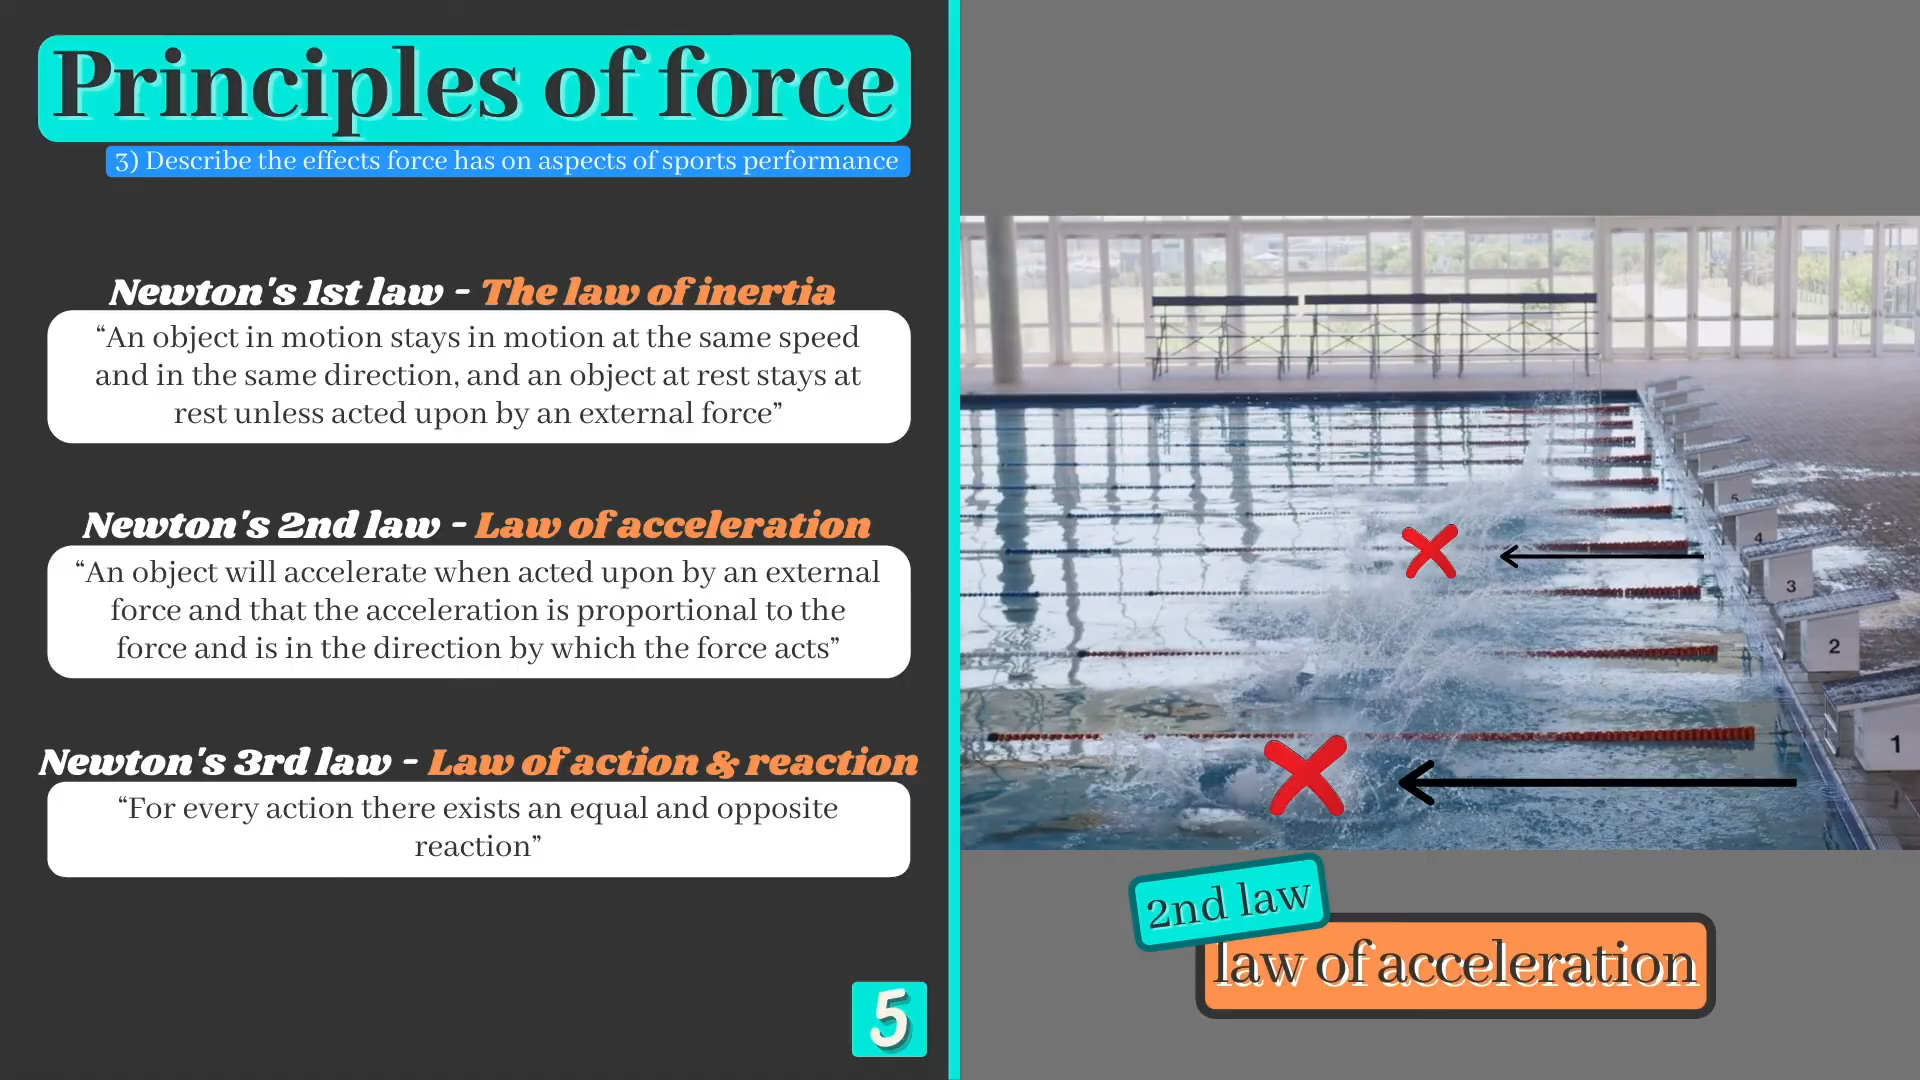 Principles of force
3) Describe the effects force has on aspects of sports performance
Newton's 1st law - The law of inertia
“An object in motion stays in motion at the same speed
and in the same direction, and an object at rest stays at
rest unless acted upon by an external force”
Newton's 2nd law - Law of acceleration
“An object will accelerate when acted upon by an external
force and that the acceleration is proportional to the
force and is in the direction by which the force acts”
Newton's 3rd law - Law of action & reaction
“For every action there exists an equal and opposite
reaction”
5
5
4
3
2
1
2nd law
law of acceleration